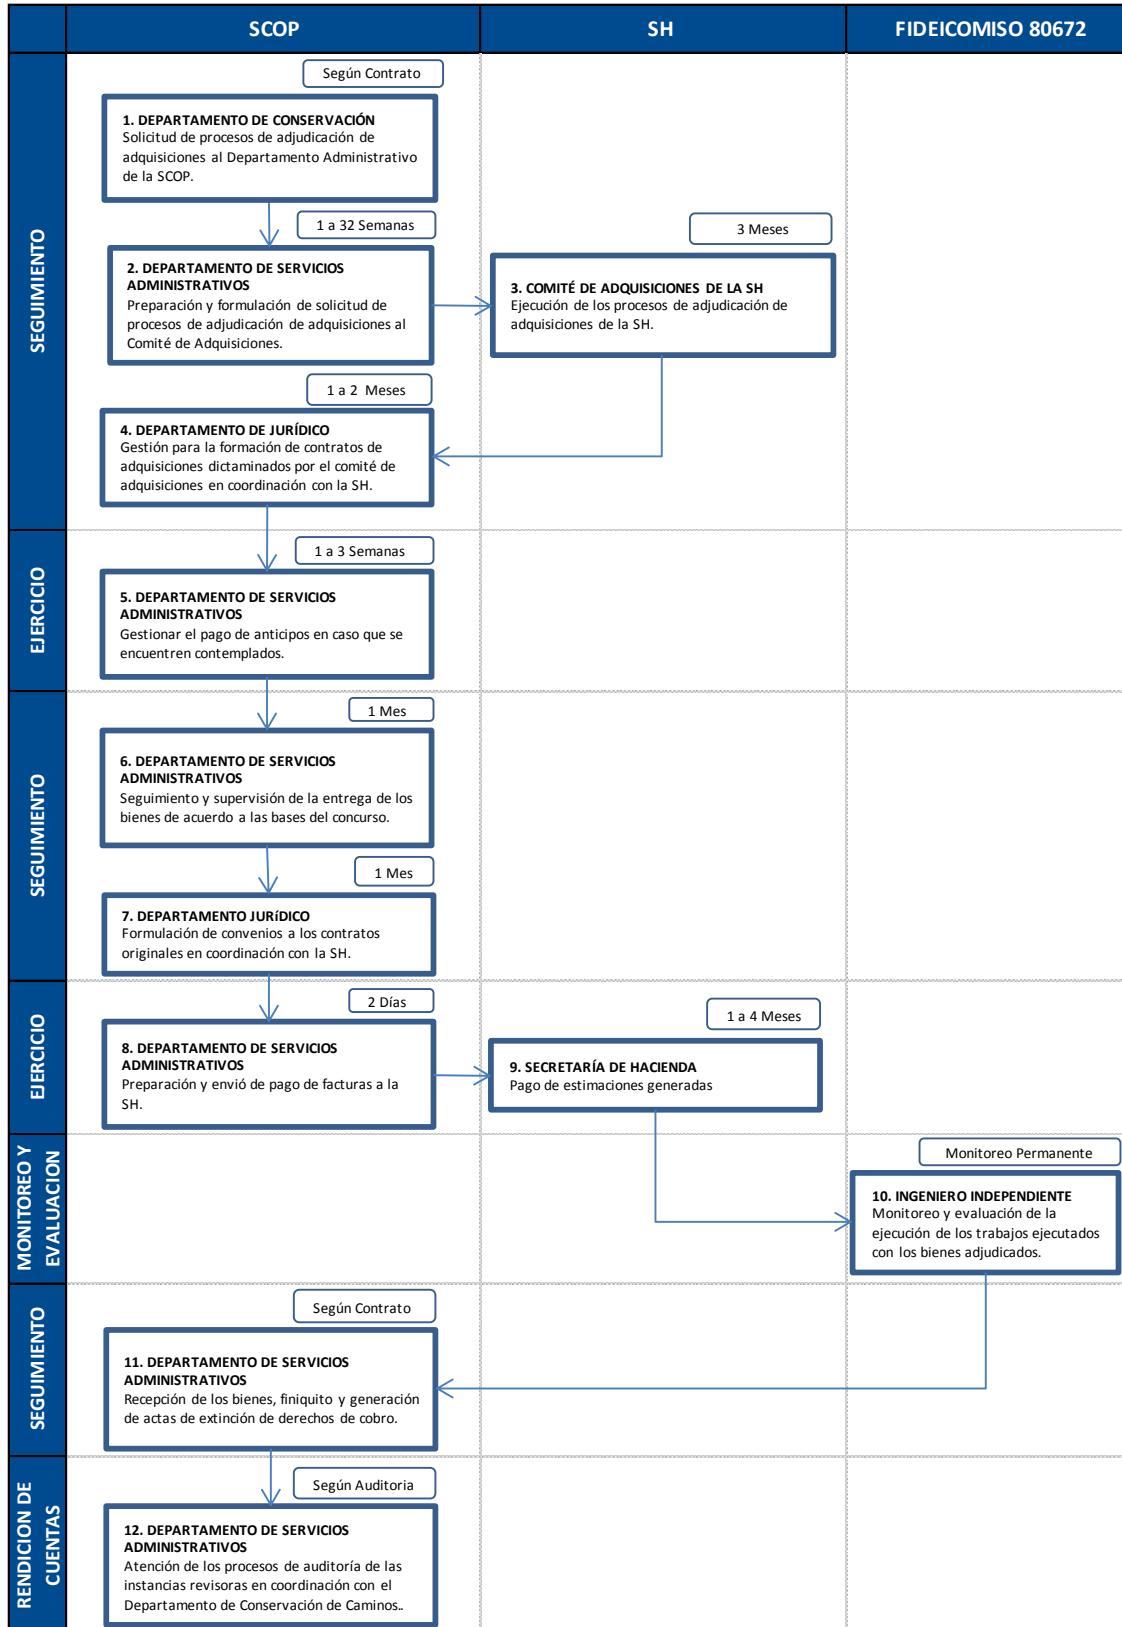 SCOP
SH
FIDEICOMISO 80672
SEGUIMIENTO
Según Contrato
1. DEPARTAMENTO DE CONSERVACIÓN
Solicitud de procesos de adjudicación de
adquisiciones al Departamento Administrativo
de la SCOP.
1 a 32 Semanas
2. DEPARTAMENTO DE SERVICIOS
ADMINISTRATIVOS
Preparación y formulación de solicitud de
procesos de adjudicación de adquisiciones al
Comité de Adquisiciones.
3 Meses
3. COMITÉ DE ADQUISICIONES DE LA SH
Ejecución de los procesos de adjudicación de
adquisiciones de la SH.
1 a 2 Meses
4. DEPARTAMENTO DE JURÍDICO
Gestión para la formación de contratos de
adquisiciones dictaminados por el comité de
adquisiciones en coordinación con la SH.
EJERCICIO
1 a 3 Semanas
5. DEPARTAMENTO DE SERVICIOS
ADMINISTRATIVOS
Gestionar el pago de anticipos en caso que se
encuentren contemplados.
SEGUIMIENTO
1 Mes
6. DEPARTAMENTO DE SERVICIOS
ADMINISTRATIVOS
Seguimiento y supervisión de la entrega de los
bienes de acuerdo a las bases del concurso.
1 Mes
7. DEPARTAMENTO JURíDICO
Formulación de convenios a los contratos
originales en coordinación con la SH.
EJERCICIO
2 Días
8. DEPARTAMENTO DE SERVICIOS
ADMINISTRATIVOS
Preparación y envió de pago de facturas a la
SH.
1 a 4 Meses
9. SECRETARÍA DE HACIENDA
Pago de estimaciones generadas
MONITOREO Y
EVALUACION
Monitoreo Permanente
10. INGENIERO INDEPENDIENTE
Monitoreo y evaluación de la
ejecución de los trabajos ejecutados
con los bienes adjudicados.
SEGUIMIENTO
Según Contrato
11. DEPARTAMENTO DE SERVICIOS
ADMINISTRATIVOS
Recepción de los bienes, finiquito y generación
de actas de extinción de derechos de cobro.
RENDICION DE
CUENTAS
Según Auditoria
12. DEPARTAMENTO DE SERVICIOS
ADMINISTRATIVOS
Atención de los procesos de auditoría de las
instancias revisoras en coordinación con el
Departamento de Conservación de Caminos..